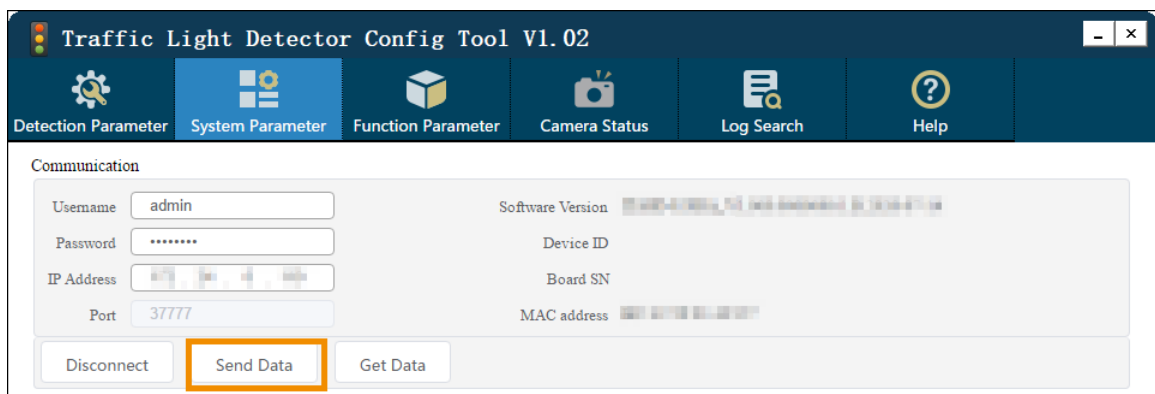 Traffic Light Detector Config Tool V1.02
Detection Parameter System Parameter Function Parameter Camera Status Log Search Help
Communication
Username admin Software Version
Password •••••••• Device ID
IP Address Board SN
Port 37777 MAC address
Disconnect Send Data Get Data